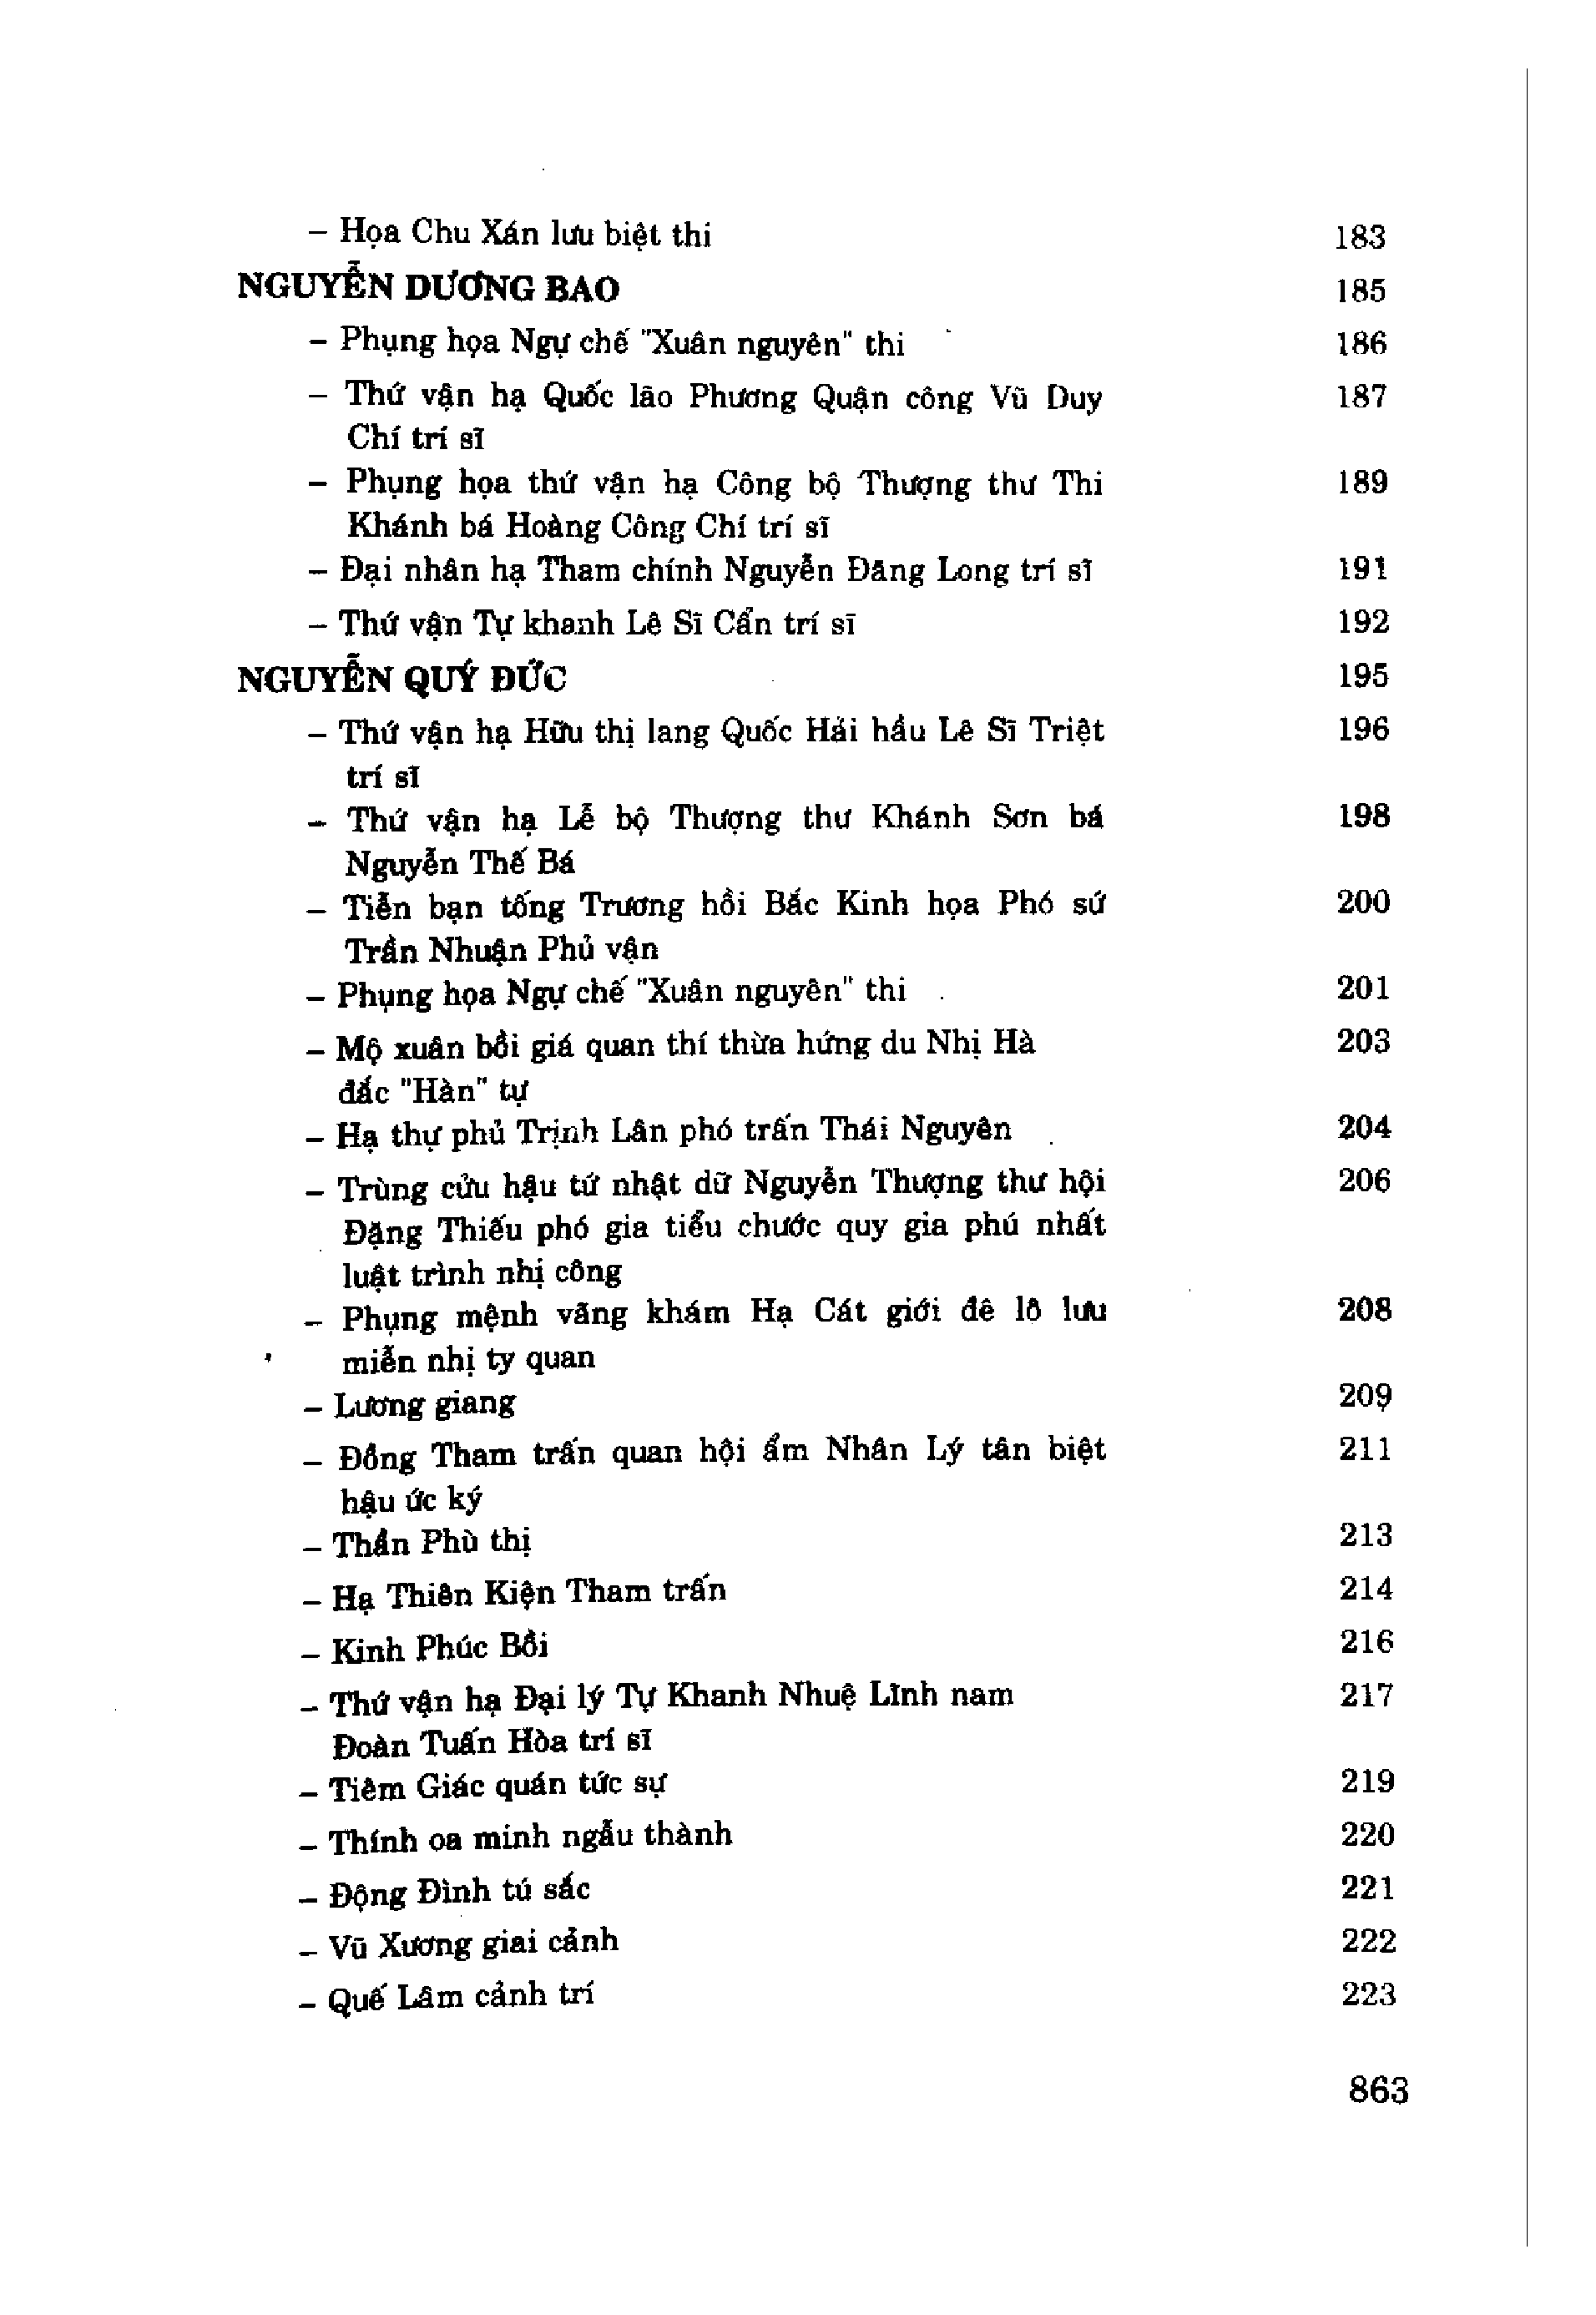 – Họa Chu Xán lưu biệt thi 183
NGUYỄN DƯƠNG BAO 185
– Phụng họa Ngự chế "Xuân nguyên" thi 186
– Thứ vận hạ Quốc lão Phương Quận công Vũ Duy 187
Chí trí sĩ
– Phụng họa thứ vận hạ Công bộ Thượng thư Thi 189
Khánh bá Hoàng Công Chí trí sĩ
– Đại nhân hạ Tham chính Nguyễn Đăng Long trí sĩ 191
– Thứ vận Tự khanh Lê Sĩ Cẩn trí sĩ 192
NGUYỄN QUÝ ĐỨC 195
– Thứ vận hạ Hữu thị lang Quốc Hải hầu Lê Sĩ Triệt 196
trí sĩ
– Thứ vận hạ Lễ bộ Thượng thư Khánh Sơn bá 198
Nguyễn Thế Bá
– Tiễn bạn tống Trương hồi Bắc Kinh họa Phó sứ 200
Trần Nhuận Phủ vận
– Phụng họa Ngự chế "Xuân nguyên" thi 201
– Mộ xuân bồi giá quan thí thừa hứng du Nhị Hà 203
đắc "Hàn" tự
– Hạ thự phủ Trịnh Lân phó trấn Thái Nguyên 204
– Trùng cửu hậu tứ nhật dữ Nguyễn Thượng thư hội 206
Đặng Thiếu phó gia tiểu chước quy gia phú nhất
luật trình nhị công
– Phụng mệnh vãng khám Hạ Cát giới đê lô lưu 208
miễn nhị ty quan
– Lương giang 209
– Đồng Tham trấn quan hội ẩm Nhân Lý tân biệt 211
hậu ức ký
– Thần Phù thị 213
– Hạ Thiên Kiện Tham trấn 214
– Kinh Phúc Bồi 216
– Thứ vận hạ Đại lý Tự Khanh Nhuệ Lĩnh nam 217
Đoàn Tuấn Hòa trí sĩ
– Tiêm Giác quán tức sự 219
– Thính oa minh ngẫu thành 220
– Động Đình tú sắc 221
– Vũ Xương giai cảnh 222
– Quế Lâm cảnh trí 223
863